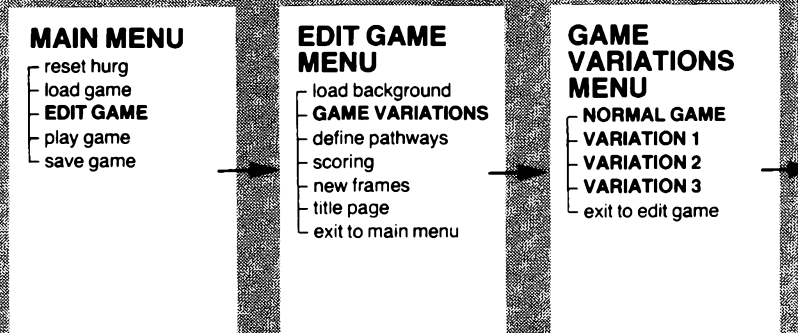 MAIN MENU
reset hurg
load game
EDIT GAME
play game
save game
EDIT GAME
MENU
load background
GAME VARIATIONS
define pathways
scoring
new frames
title page
exit to main menu
GAME
VARIATIONS
MENU
NORMAL GAME
VARIATION 1
VARIATION 2
VARIATION 3
exit to edit game